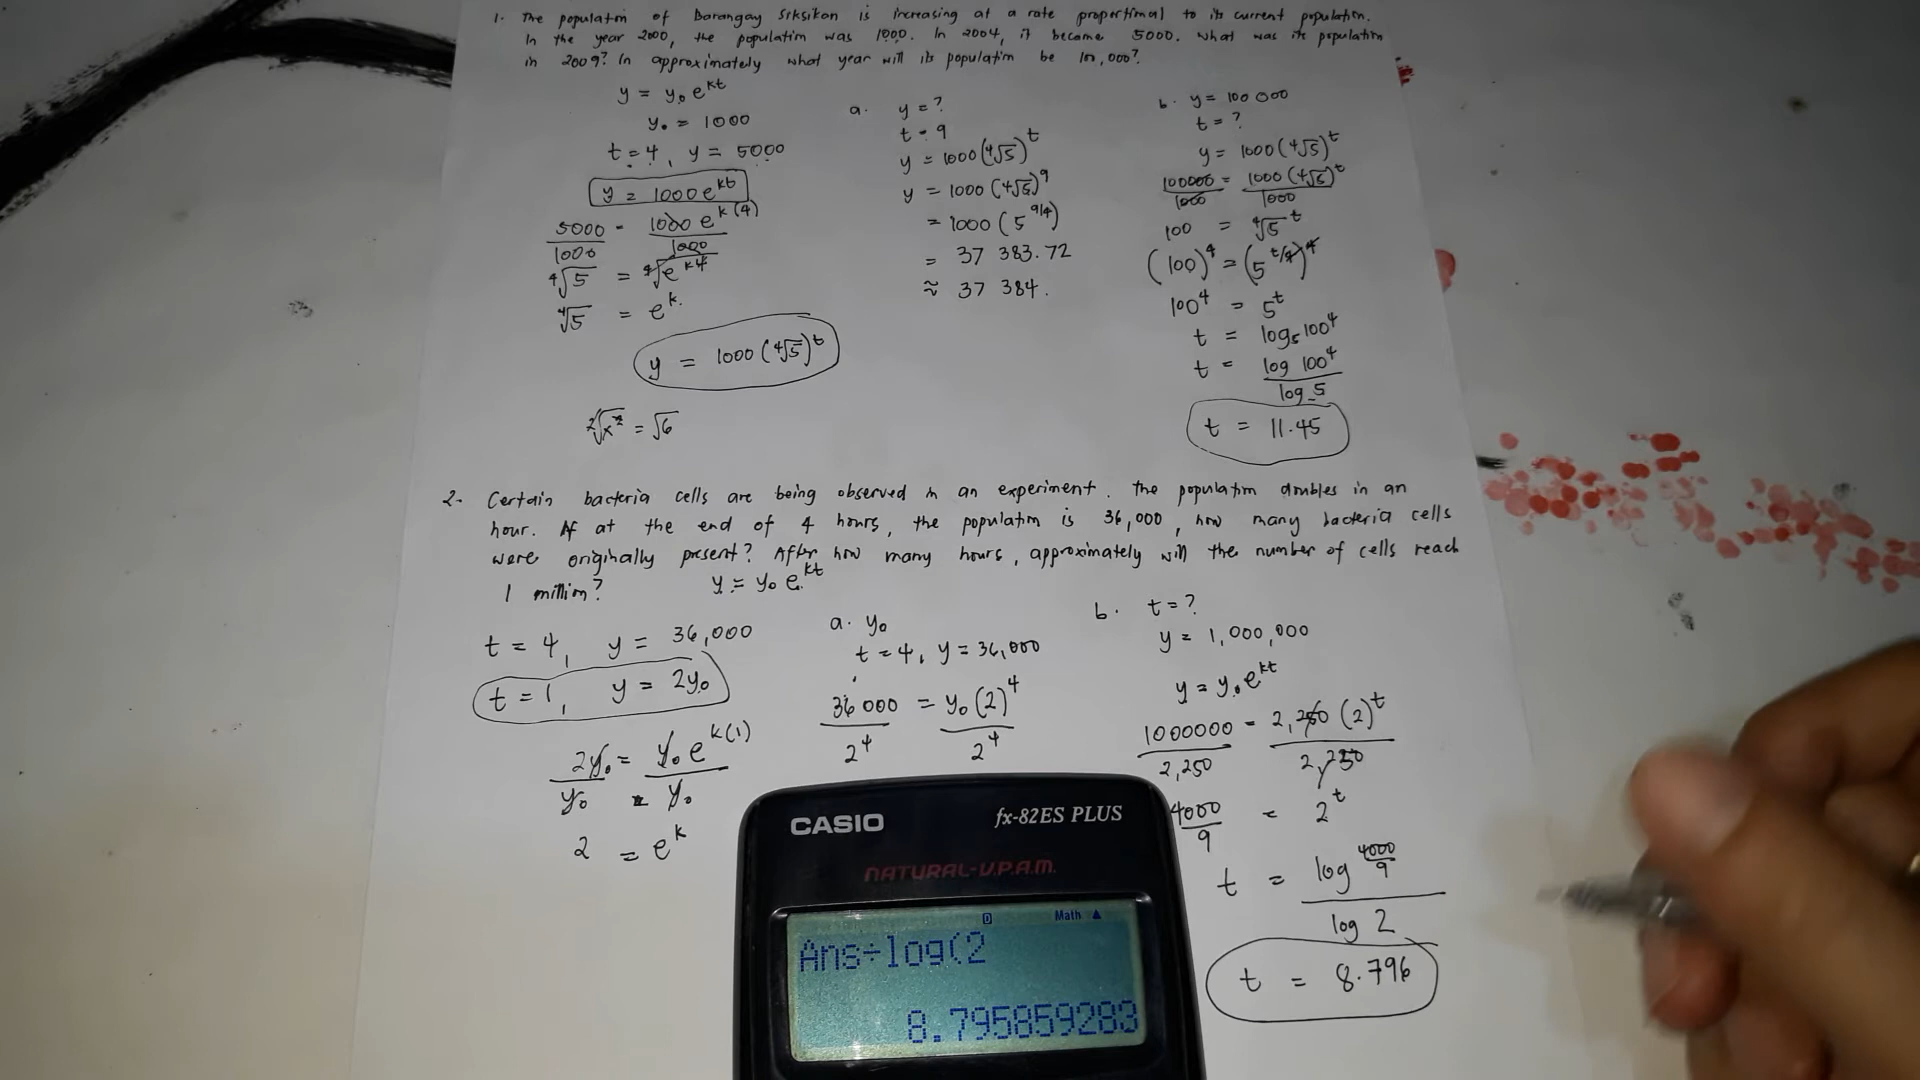 1. The population of Barangay Siksikan is increasing at a rate proportional to its current population.
In the year 2000, the population was 1000. In 2004, it became 5000. What was its population
in 2009? In approximately what year will its population be 100,000?
y = y₀ e^kt
y₀ = 1000
t = 4, y = 5000
y = 1000 e^kt
5000/1000 = 1000 e^k(4)/1000
⁴√5 = ⁴√e^k4
⁴√5 = e^k
y = 1000 (⁴√5)^t
a. y = ?
t = 9
y = 1000 (⁴√5)^t
y = 1000 (⁴√5)^9
= 1000 (5^9/4)
= 37 383.72
≈ 37 384.
b. y = 100 000
t = ?
y = 1000 (⁴√5)^t
100000/1000 = 1000 (⁴√5)^t/1000
100 = ⁴√5^t
(100)^4 = (5^t/4)^4
100^4 = 5^t
t = log₅ 100^4
t = log 100^4/log 5
t = 11.45
2. Certain bacteria cells are being observed in an experiment. The population doubles in an
hour. If at the end of 4 hours, the population is 36,000, how many bacteria cells
were originally present? After how many hours, approximately will the number of cells reach
1 million?
y = y₀ e^kt
t = 4, y = 36,000
t = 1, y = 2y₀
2y₀/y₀ = y₀ e^k(1)/y₀
2 = e^k
a. y₀
t = 4, y = 36,000
36 000/2^4 = y₀ (2)^4/2^4
b. t = ?
y = 1,000,000
y = y₀ e^kt
1000000/2,250 = 2,250 (2)^t/2,250
4000/9 = 2^t
t = log 4000/9/log 2
t = 8.796
CASIO fx-82ES PLUS
NATURAL-V.P.A.M.
D Math ▲
Ans÷log(2
8.795859283